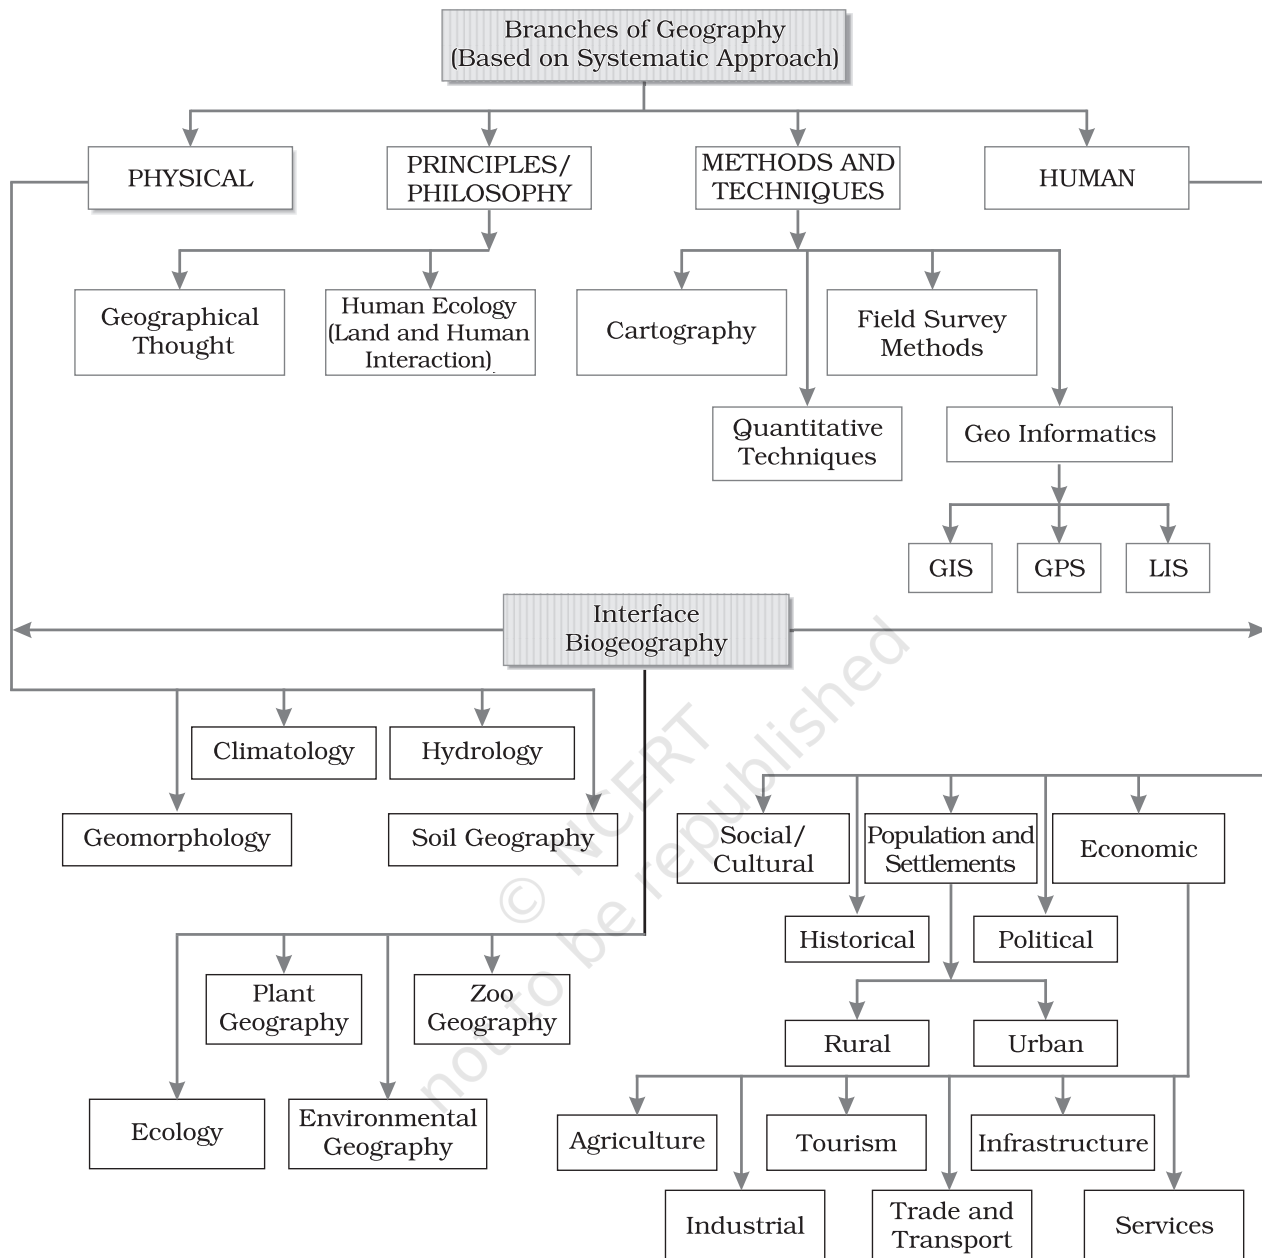 Branches of Geography
(Based on Systematic Approach)
PHYSICAL
PRINCIPLES/
PHILOSOPHY
METHODS AND
TECHNIQUES
HUMAN
Geographical
Thought
Human Ecology
(Land and Human
Interaction)
Cartography
Field Survey
Methods
Quantitative
Techniques
Geo Informatics
GIS
GPS
LIS
Interface
Biogeography
Climatology
Hydrology
Geomorphology
Soil Geography
Social/
Cultural
Population and
Settlements
Economic
Historical
Political
Plant
Geography
Zoo
Geography
Rural
Urban
Ecology
Environmental
Geography
Agriculture
Tourism
Infrastructure
Industrial
Trade and
Transport
Services
© NCERT
not to be republished